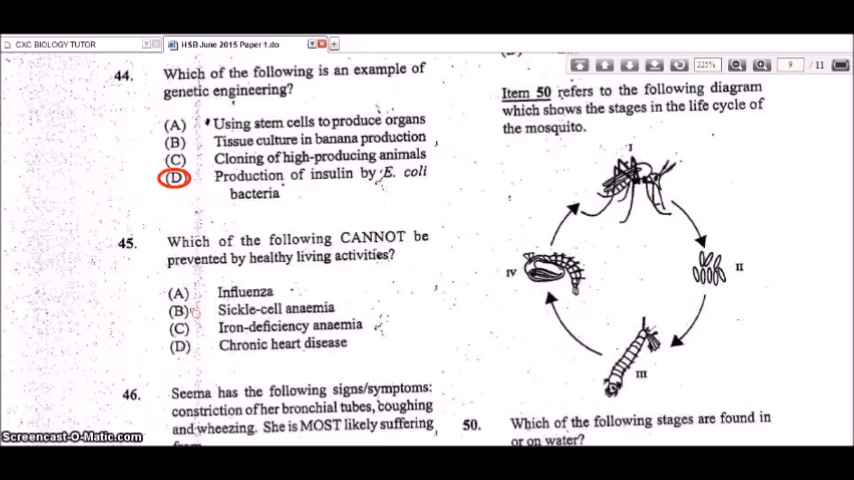 CXC BIOLOGY TUTOR
HSB June 2015 Paper 1.do
225%
9 / 11
44. Which of the following is an example of
genetic engineering?
(A) Using stem cells to produce organs
(B) Tissue culture in banana production
(C) Cloning of high-producing animals
(D) Production of insulin by E. coli
bacteria
45. Which of the following CANNOT be
prevented by healthy living activities?
(A) Influenza
(B) Sickle-cell anaemia
(C) Iron-deficiency anaemia
(D) Chronic heart disease
46. Seema has the following signs/symptoms:
constriction of her bronchial tubes, coughing
and wheezing. She is MOST likely suffering
Item 50 refers to the following diagram
which shows the stages in the life cycle of
the mosquito.
I
II
III
IV
50. Which of the following stages are found in
or on water?
Screencast-O-Matic.com